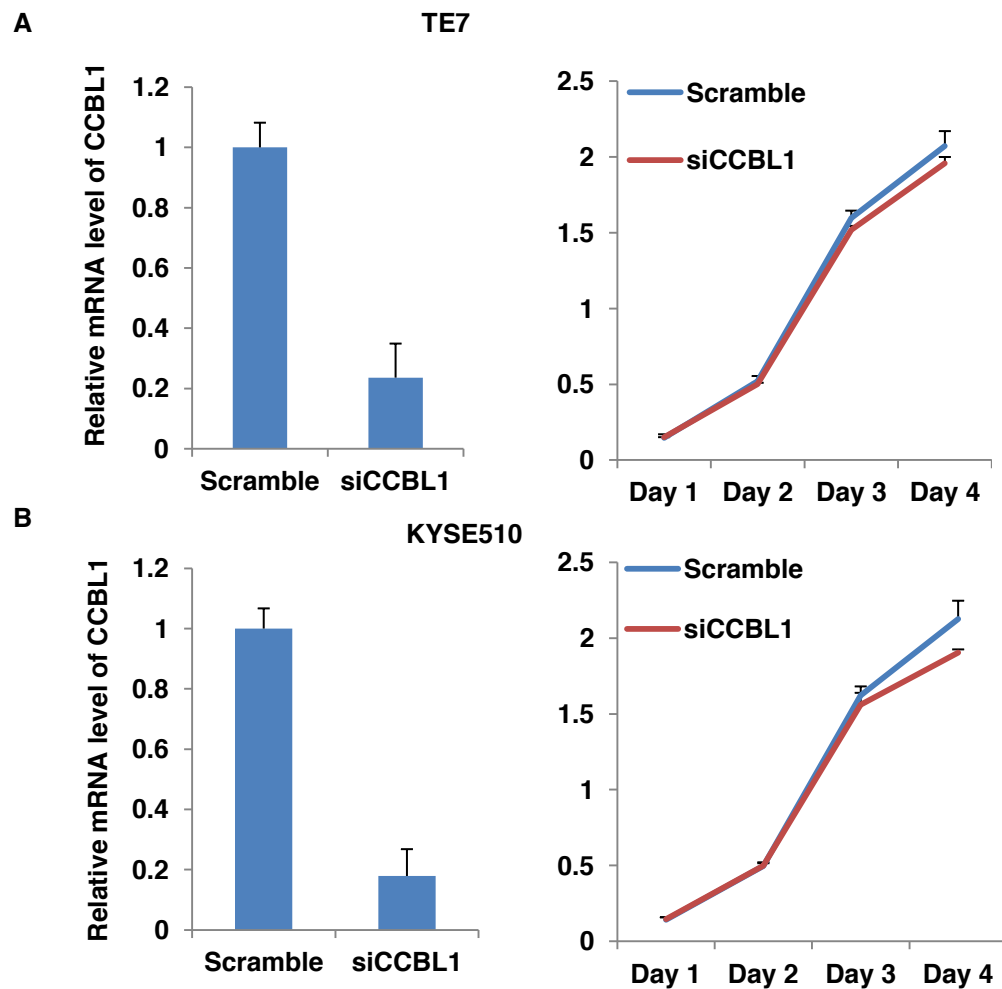 A
TE7
Relative mRNA level of CCBL1
1.2
1
0.8
0.6
0.4
0.2
0
Scramble siCCBL1
2.5
2
1.5
1
0.5
0
Scramble
siCCBL1
Day 1 Day 2 Day 3 Day 4
B
KYSE510
Relative mRNA level of CCBL1
1.2
1
0.8
0.6
0.4
0.2
0
Scramble siCCBL1
2.5
2
1.5
1
0.5
0
Scramble
siCCBL1
Day 1 Day 2 Day 3 Day 4